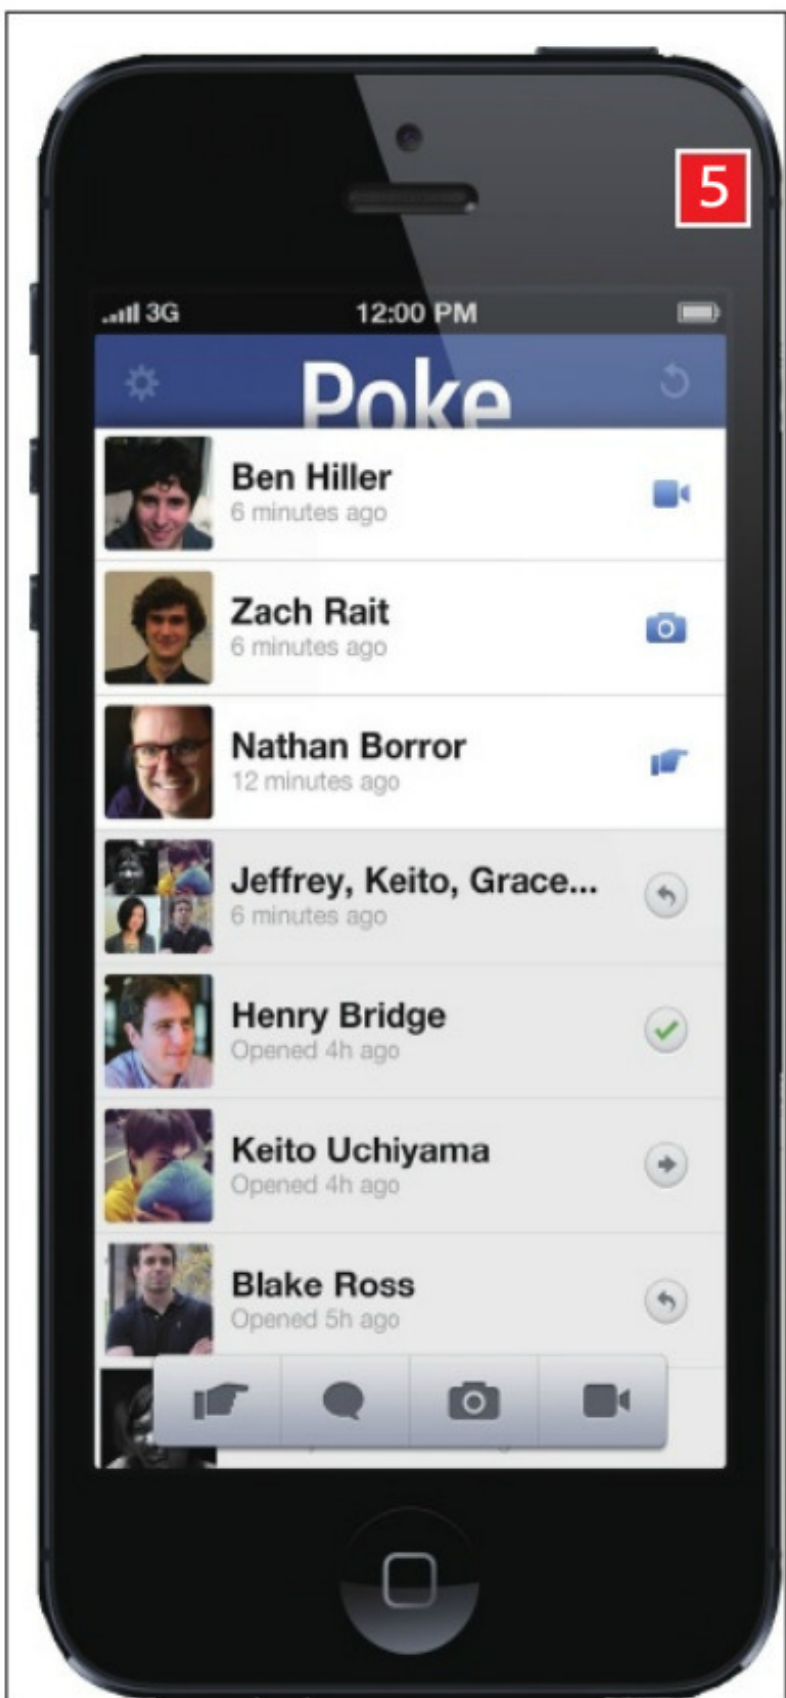 5
3G
12:00 PM
Poke
Ben Hiller
6 minutes ago
Zach Rait
6 minutes ago
Nathan Borror
12 minutes ago
Jeffrey, Keito, Grace...
6 minutes ago
Henry Bridge
Opened 4h ago
Keito Uchiyama
Opened 4h ago
Blake Ross
Opened 5h ago